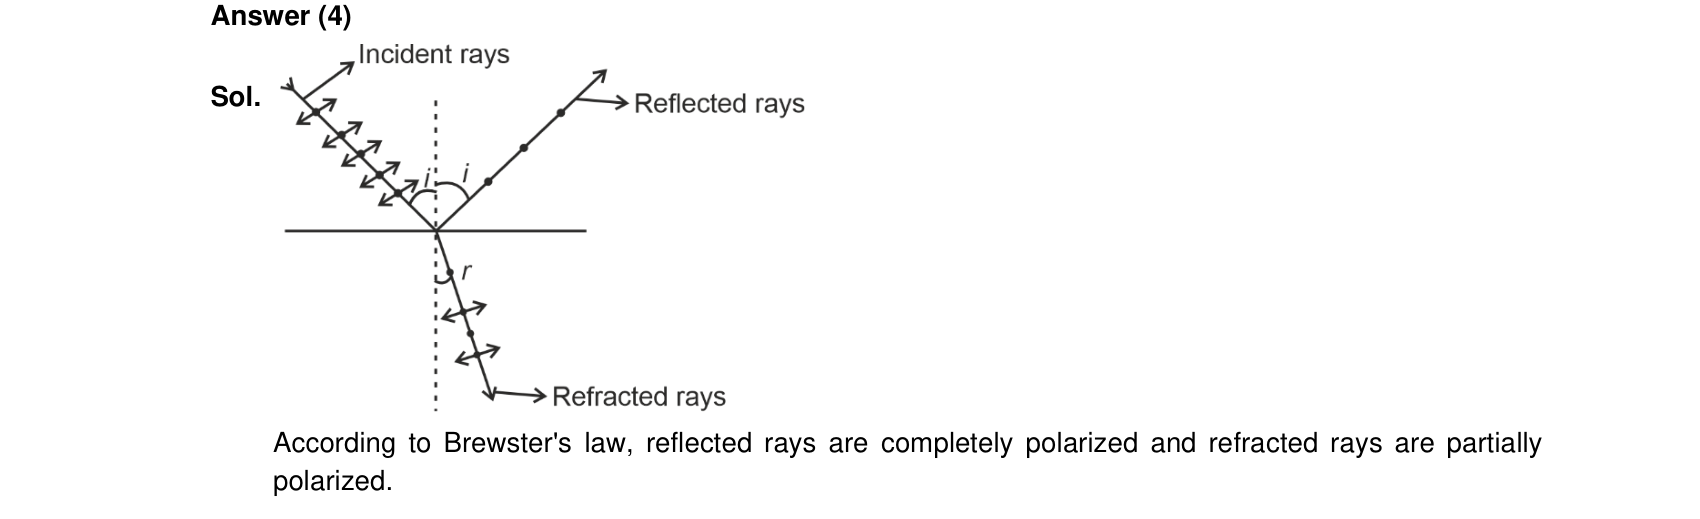 Answer (4)
Incident rays
Sol.
Reflected rays
i
i
r
Refracted rays
According to Brewster's law, reflected rays are completely polarized and refracted rays are partially
polarized.